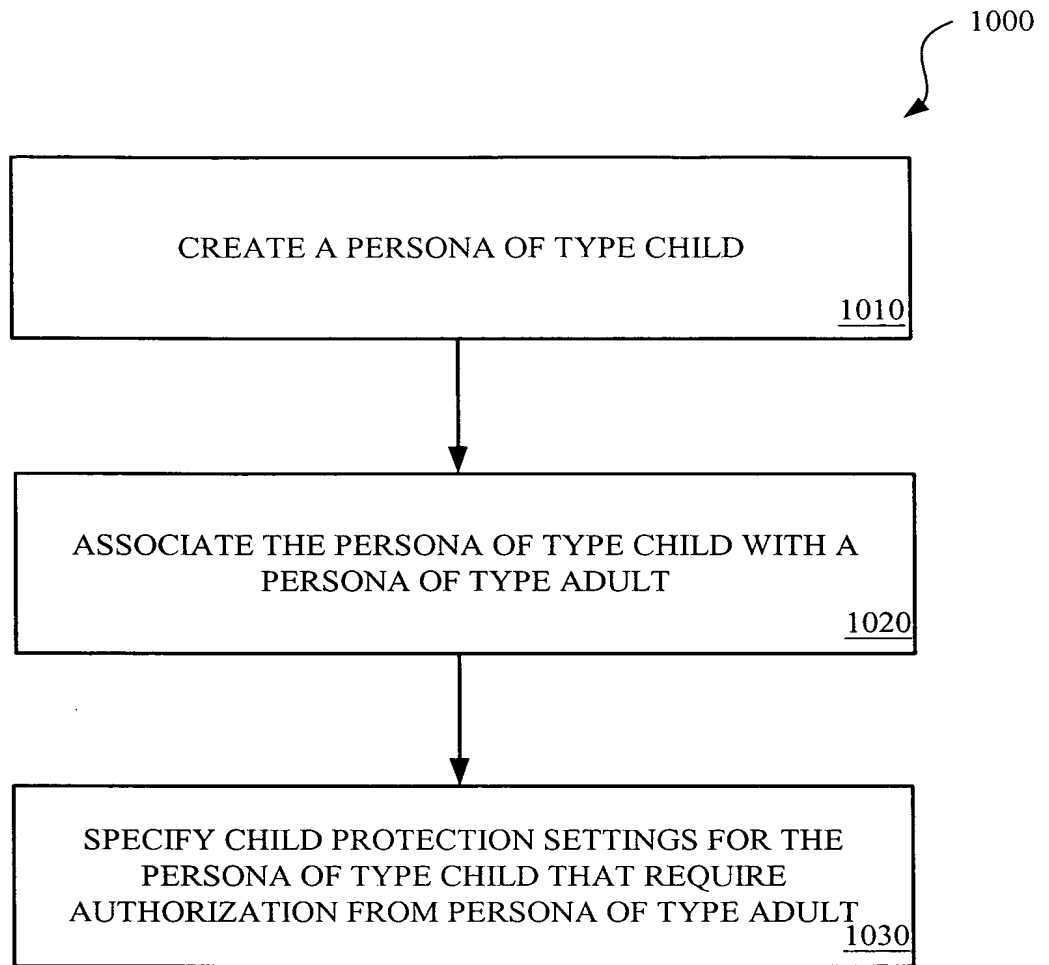 1000
CREATE A PERSONA OF TYPE CHILD
1010
ASSOCIATE THE PERSONA OF TYPE CHILD WITH A
PERSONA OF TYPE ADULT
1020
SPECIFY CHILD PROTECTION SETTINGS FOR THE
PERSONA OF TYPE CHILD THAT REQUIRE
AUTHORIZATION FROM PERSONA OF TYPE ADULT
1030